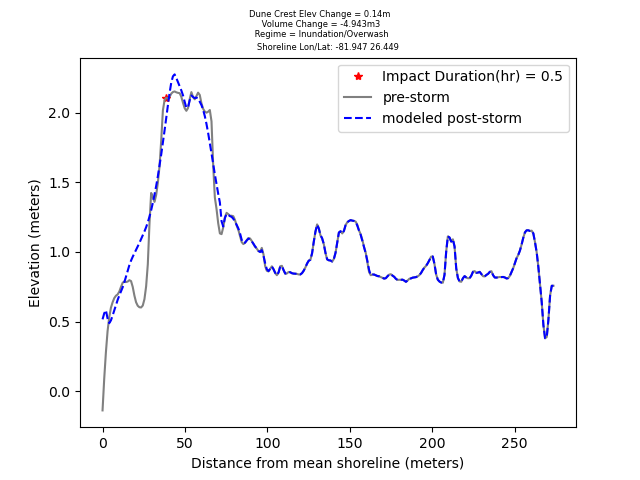 Dune Crest Elev Change = 0.14m
Volume Change = -4.943m3
Regime = Inundation/Overwash
Shoreline Lon/Lat: -81.947 26.449
Impact Duration(hr) = 0.5
pre-storm
modeled post-storm
Elevation (meters)
2.0
1.5
1.0
0.5
0.0
0 50 100 150 200 250
Distance from mean shoreline (meters)